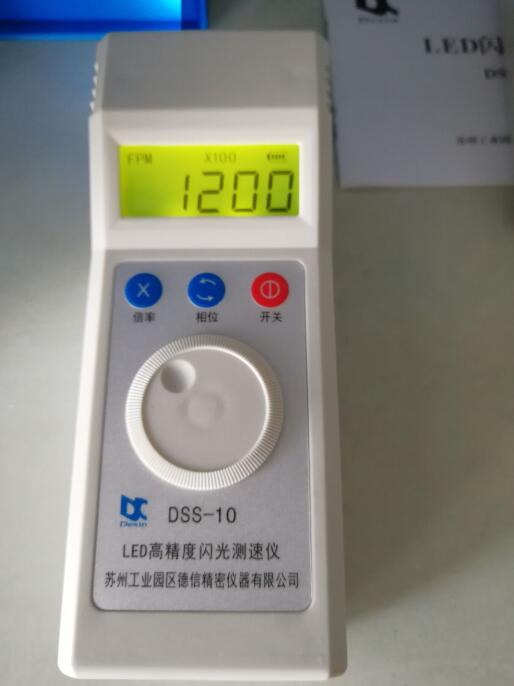 LED闪
DS
FPM X100
1200
X
倍率 相位 开关
Dexin DSS-10
LED高精度闪光测速仪
苏州工业园区德信精密仪器有限公司